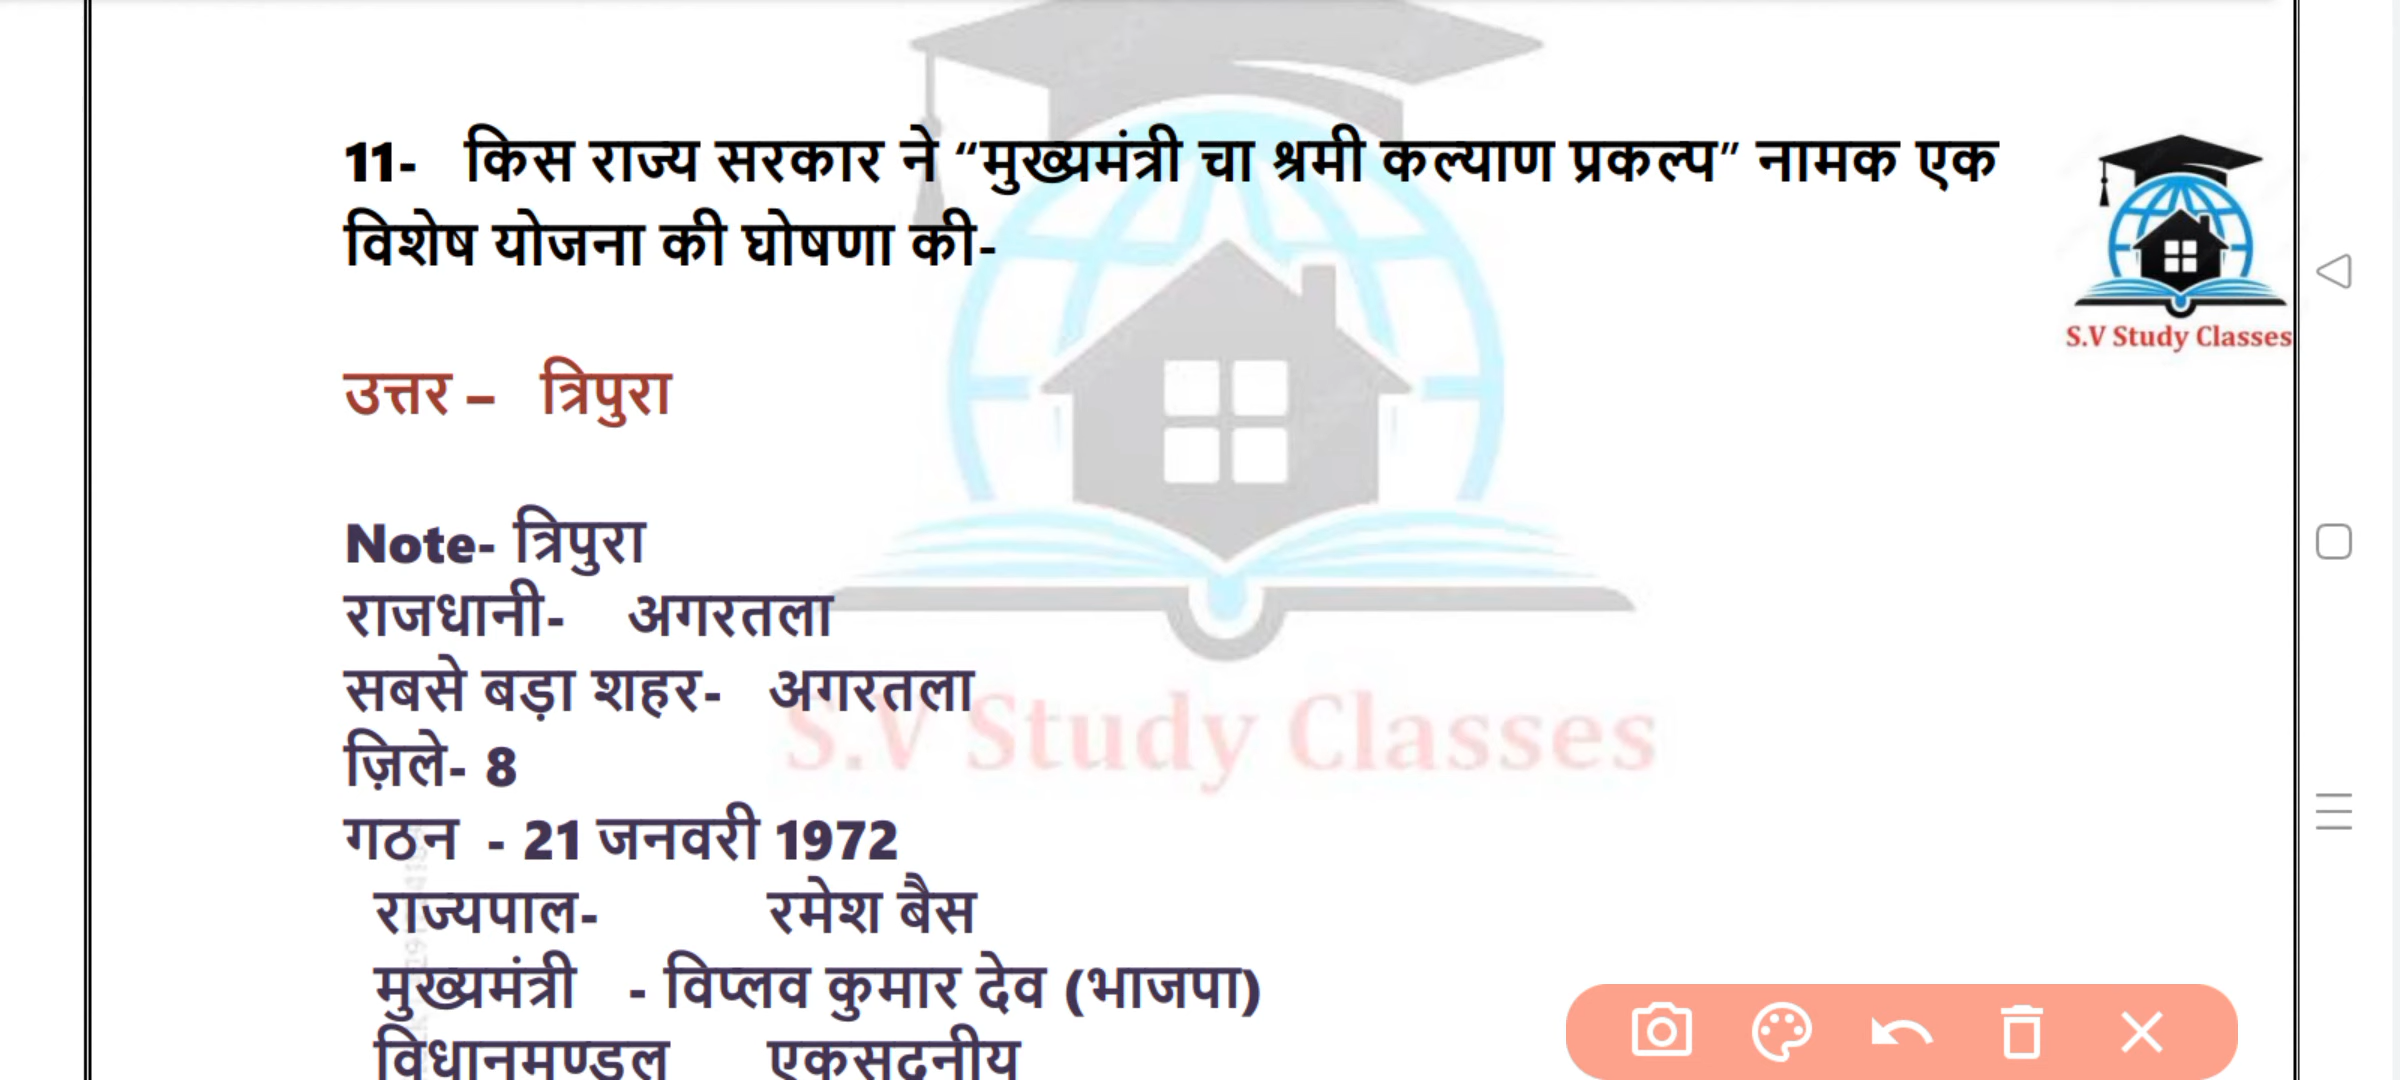 11- किस राज्य सरकार ने “मुख्यमंत्री चा श्रमी कल्याण प्रकल्प” नामक एक
विशेष योजना की घोषणा की-
S.V Study Classes
उत्तर – त्रिपुरा
Note- त्रिपुरा
राजधानी- अगरतला
सबसे बड़ा शहर- अगरतला
S.V Study Classes
ज़िले- 8
गठन - 21 जनवरी 1972
राज्यपाल- रमेश बैस
मुख्यमंत्री - विप्लव कुमार देव (भाजपा)
विधानमण्डल एकसदनीय